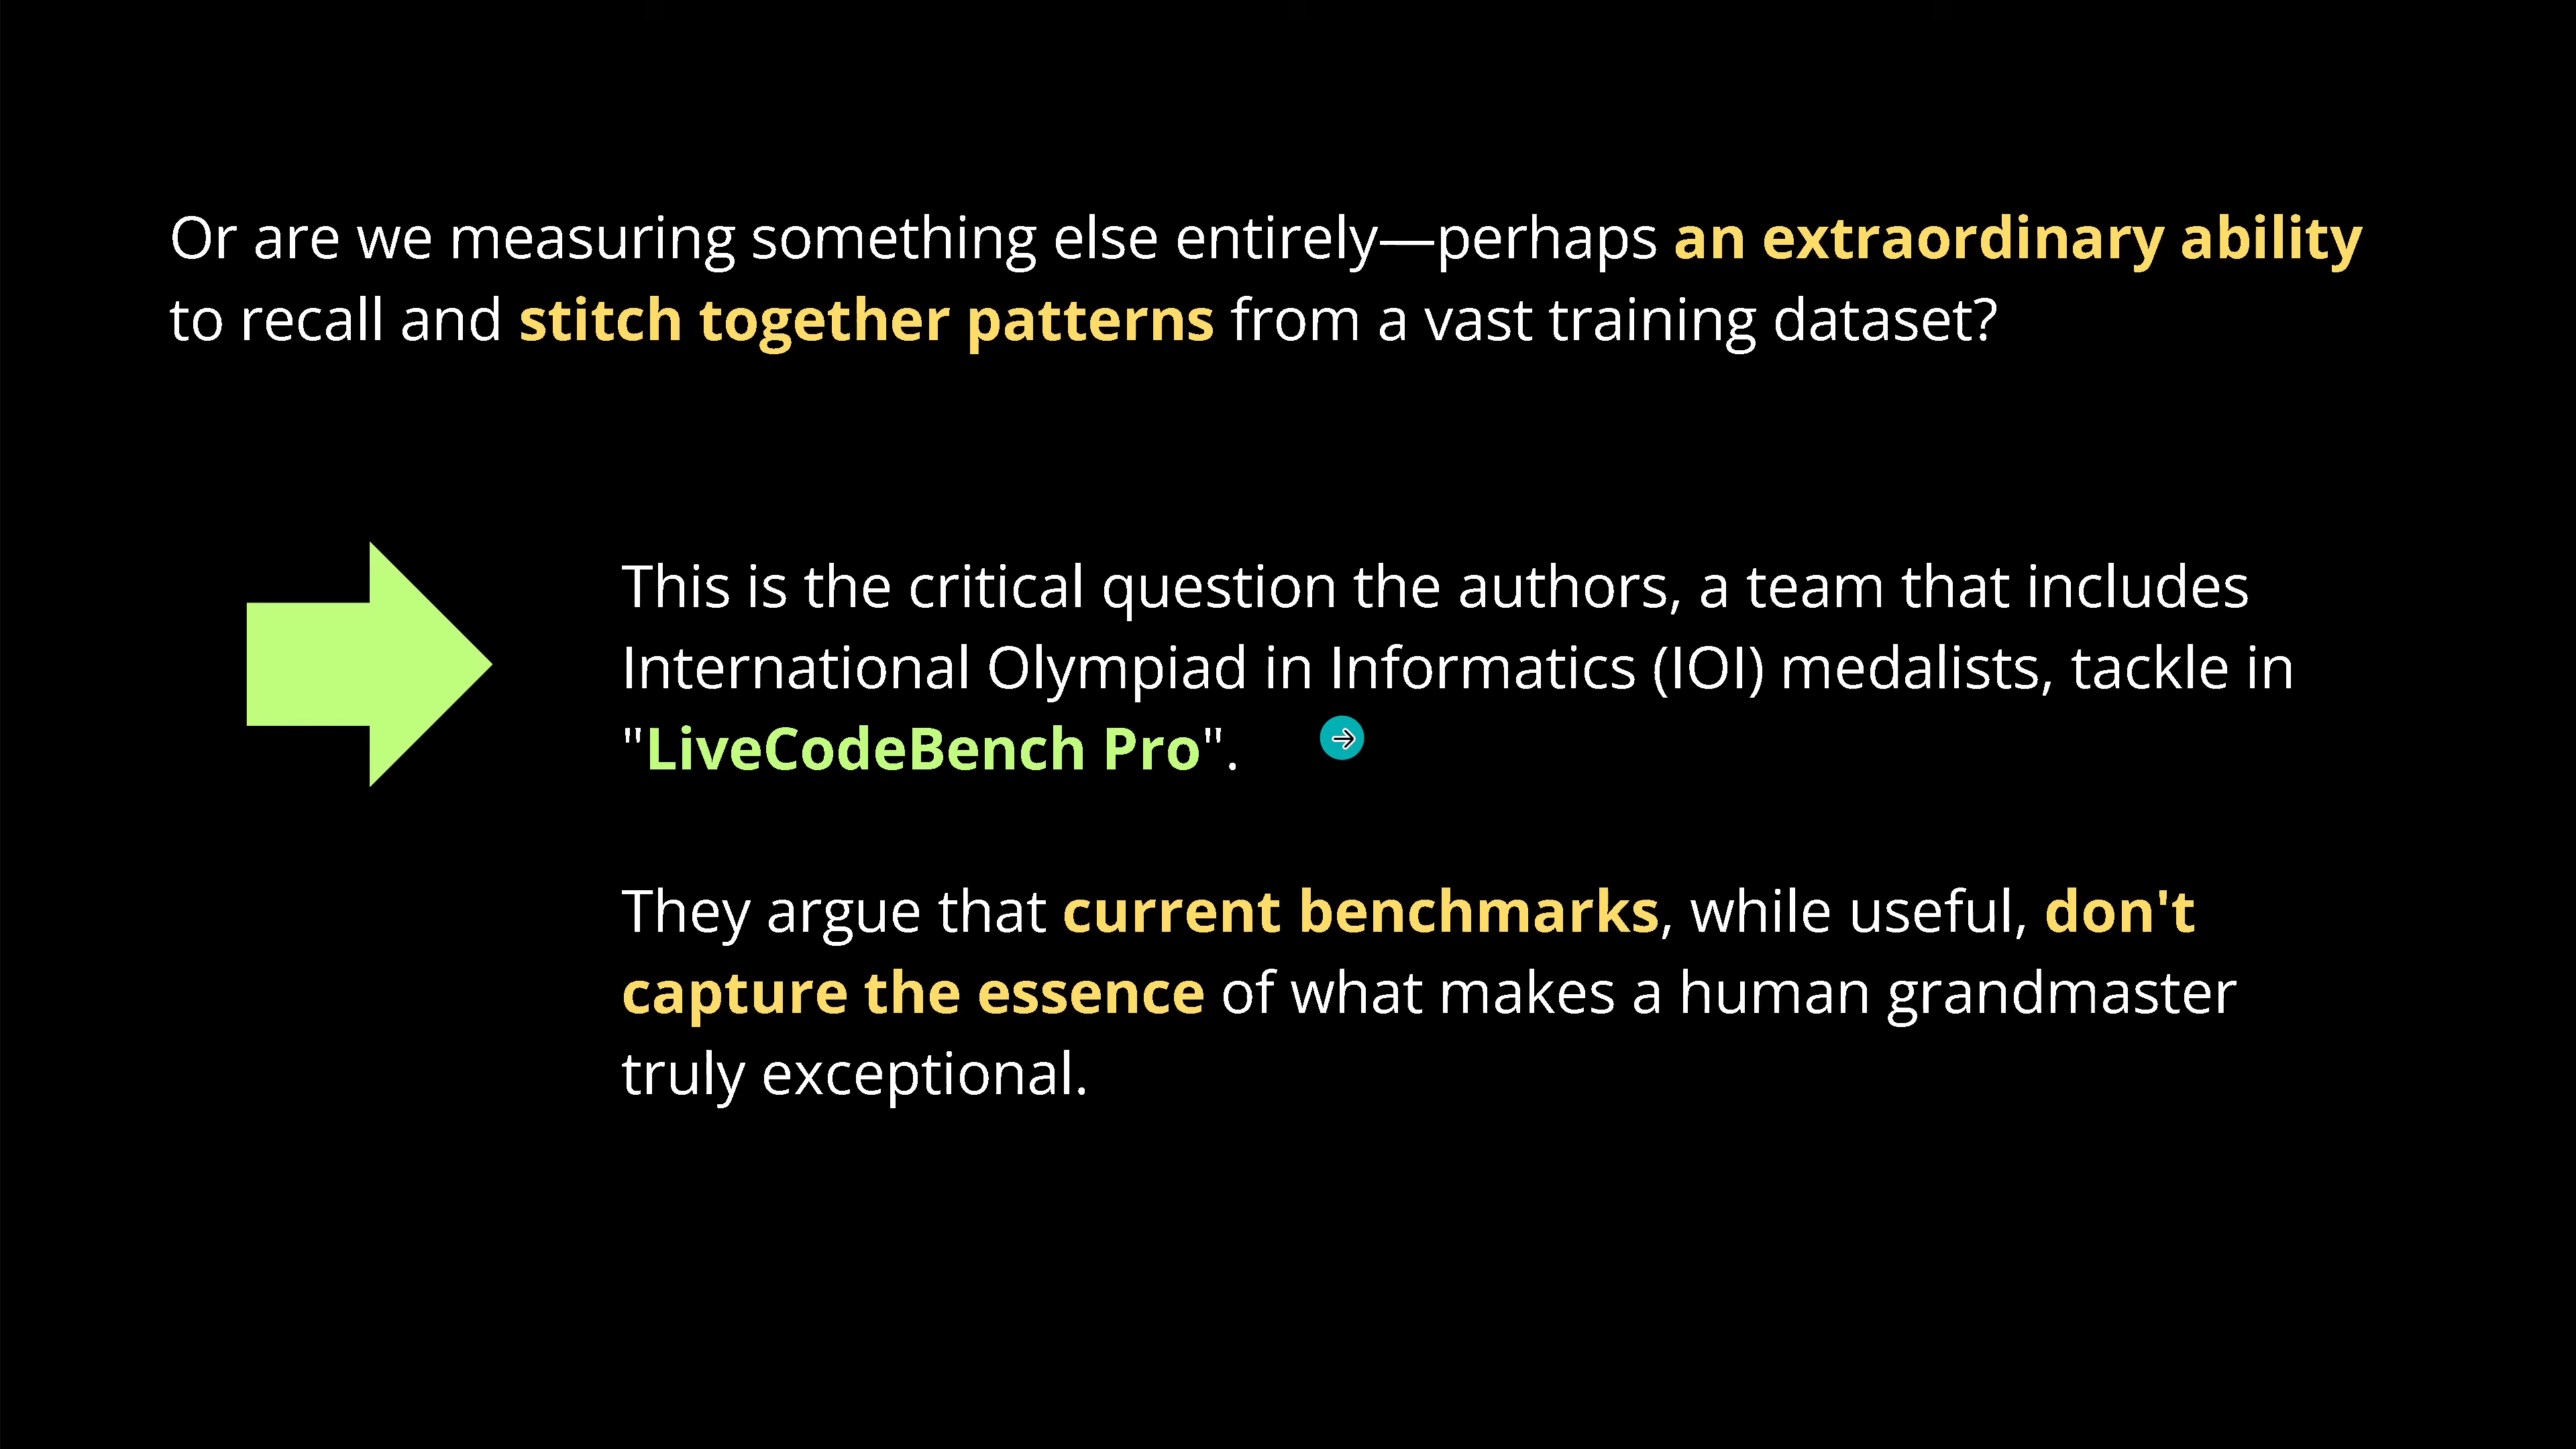 Or are we measuring something else entirely—perhaps an extraordinary ability
to recall and stitch together patterns from a vast training dataset?
This is the critical question the authors, a team that includes
International Olympiad in Informatics (IOI) medalists, tackle in
"LiveCodeBench Pro".
They argue that current benchmarks, while useful, don't
capture the essence of what makes a human grandmaster
truly exceptional.